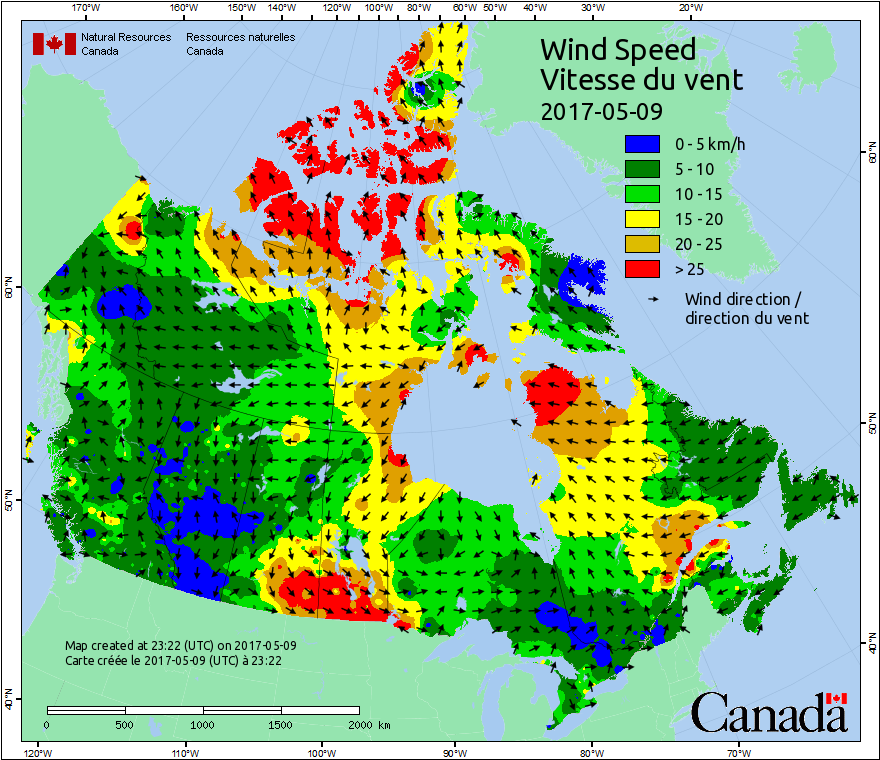 170°W 160°W 150°W 140°W 130°W 120°W 110°W 100°W 90°W 80°W 70°W 60°W 50°W 40°W 30°W 20°W
Natural Resources Canada
Ressources naturelles Canada
Wind Speed
Vitesse du vent
2017-05-09
0 - 5 km/h
5 - 10
10 - 15
15 - 20
20 - 25
> 25
Wind direction /
direction du vent
60°N
60°N
50°N
50°N
40°N
40°N
Map created at 23:22 (UTC) on 2017-05-09
Carte créée le 2017-05-09 (UTC) à 23:22
0 500 1000 1500 2000 km
Canada
120°W 110°W 100°W 90°W 80°W 70°W